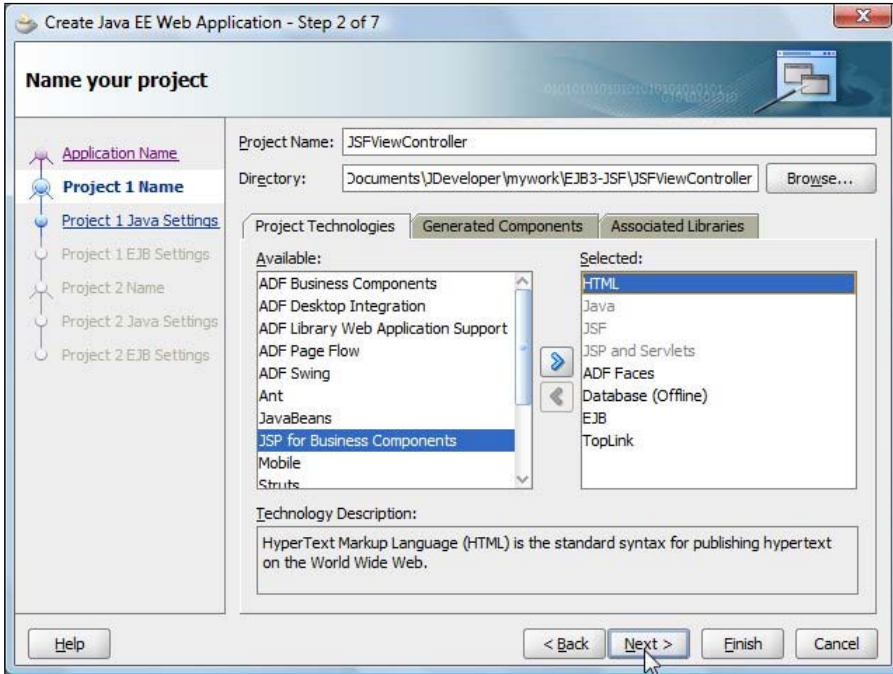 Create Java EE Web Application - Step 2 of 7
Name your project
Application Name
Project 1 Name
Project 1 Java Settings
Project 1 EJB Settings
Project 2 Name
Project 2 Java Settings
Project 2 EJB Settings
Project Name: JSFViewController
Directory: Documents\JDeveloper\mywork\EJB3-JSF\JSFViewController Browse...
Project Technologies Generated Components Associated Libraries
Available:
ADF Business Components
ADF Desktop Integration
ADF Library Web Application Support
ADF Page Flow
ADF Swing
Ant
JavaBeans
JSP for Business Components
Mobile
Struts
Selected:
HTML
Java
JSF
JSP and Servlets
ADF Faces
Database (Offline)
EJB
TopLink
Technology Description:
HyperText Markup Language (HTML) is the standard syntax for publishing hypertext
on the World Wide Web.
Help < Back Next > Finish Cancel